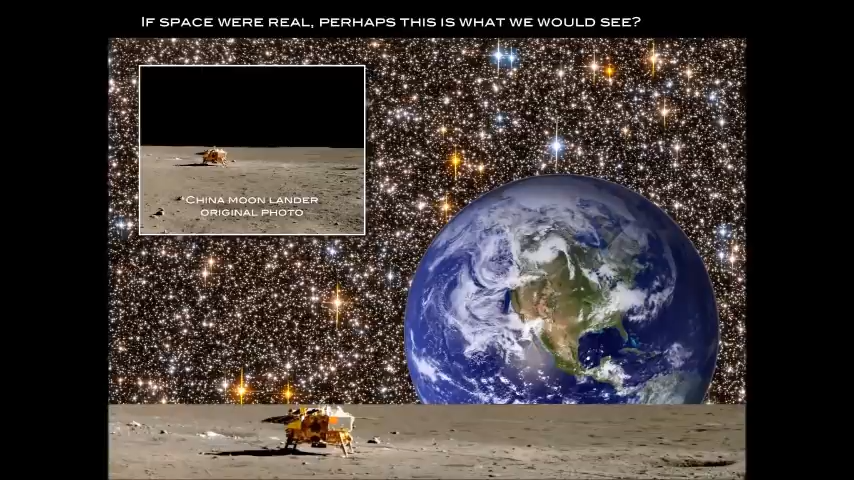 If space were real, perhaps this is what we would see?
*China moon lander
original photo